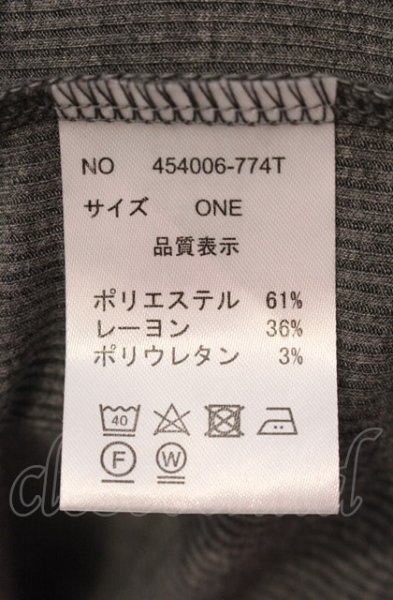 NO 454006-774T
サイズ ONE
品質表示
ポリエステル 61%
レーヨン 36%
ポリウレタン 3%
40
F W